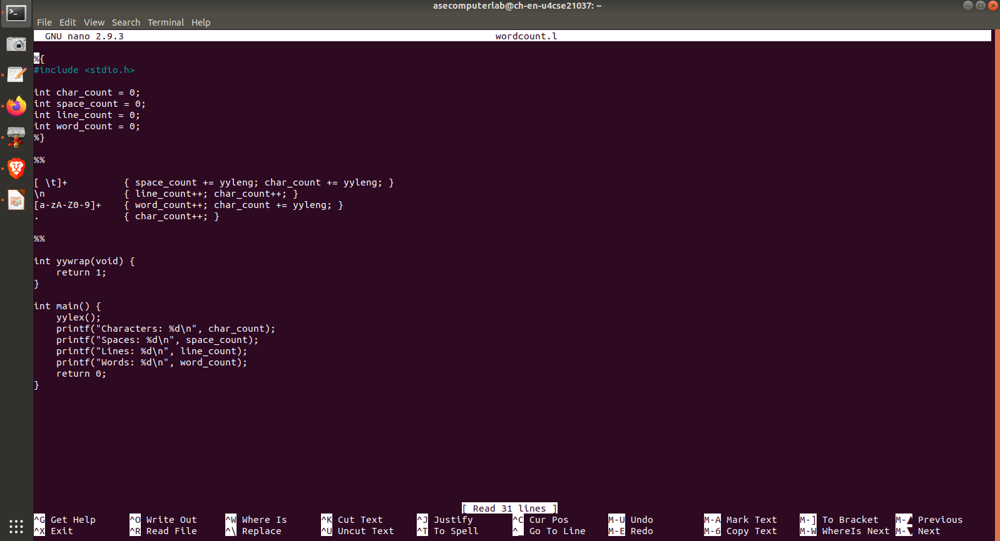 asecomputerlab@ch-en-u4cse21037: ~
File Edit View Search Terminal Help
GNU nano 2.9.3 wordcount.l
%{
#include <stdio.h>
int char_count = 0;
int space_count = 0;
int line_count = 0;
int word_count = 0;
%}
%%
[ \t]+ { space_count += yyleng; char_count += yyleng; }
\n { line_count++; char_count++; }
[a-zA-Z0-9]+ { word_count++; char_count += yyleng; }
. { char_count++; }
%%
int yywrap(void) {
    return 1;
}
int main() {
    yylex();
    printf("Characters: %d\n", char_count);
    printf("Spaces: %d\n", space_count);
    printf("Lines: %d\n", line_count);
    printf("Words: %d\n", word_count);
    return 0;
}
[ Read 31 lines ]
^G Get Help ^O Write Out ^W Where Is ^K Cut Text ^J Justify ^C Cur Pos M-U Undo M-A Mark Text M-] To Bracket M-▲ Previous
^X Exit ^R Read File ^\ Replace ^U Uncut Text ^T To Spell ^_ Go To Line M-E Redo M-6 Copy Text M-W WhereIs Next M-▼ Next